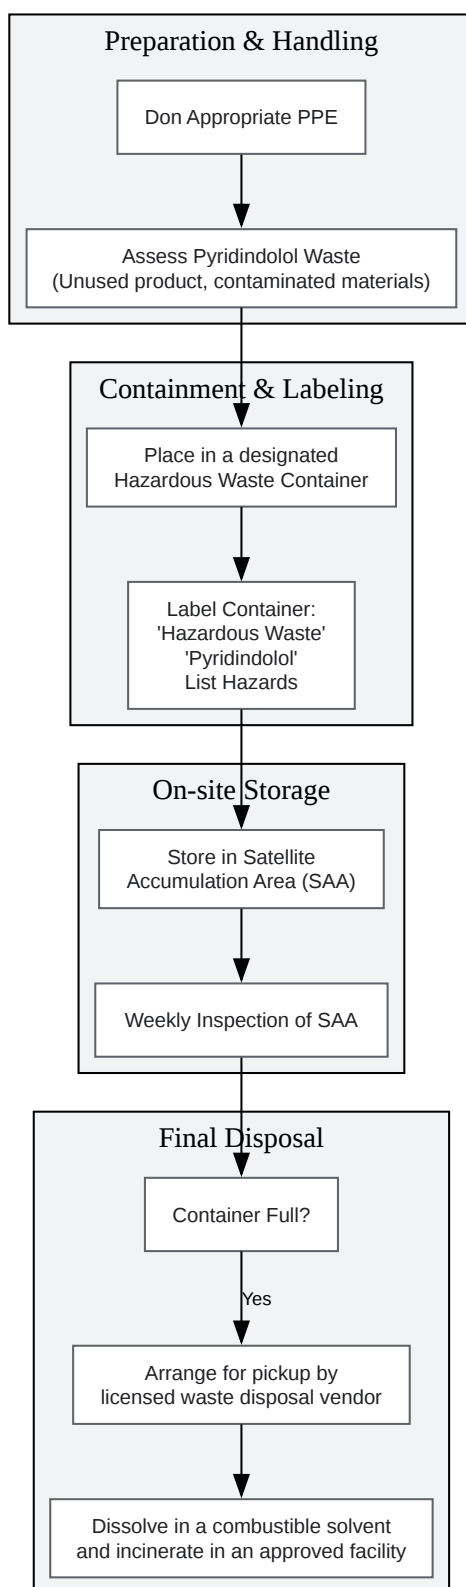 Preparation & Handling
Don Appropriate PPE
Assess Pyridindolol Waste
(Unused product, contaminated materials)
Containment & Labeling
Place in a designated
Hazardous Waste Container
Label Container:
'Hazardous Waste'
'Pyridindolol'
List Hazards
On-site Storage
Store in Satellite
Accumulation Area (SAA)
Weekly Inspection of SAA
Final Disposal
Container Full?
Yes
Arrange for pickup by
licensed waste disposal vendor
Dissolve in a combustible solvent
and incinerate in an approved facility